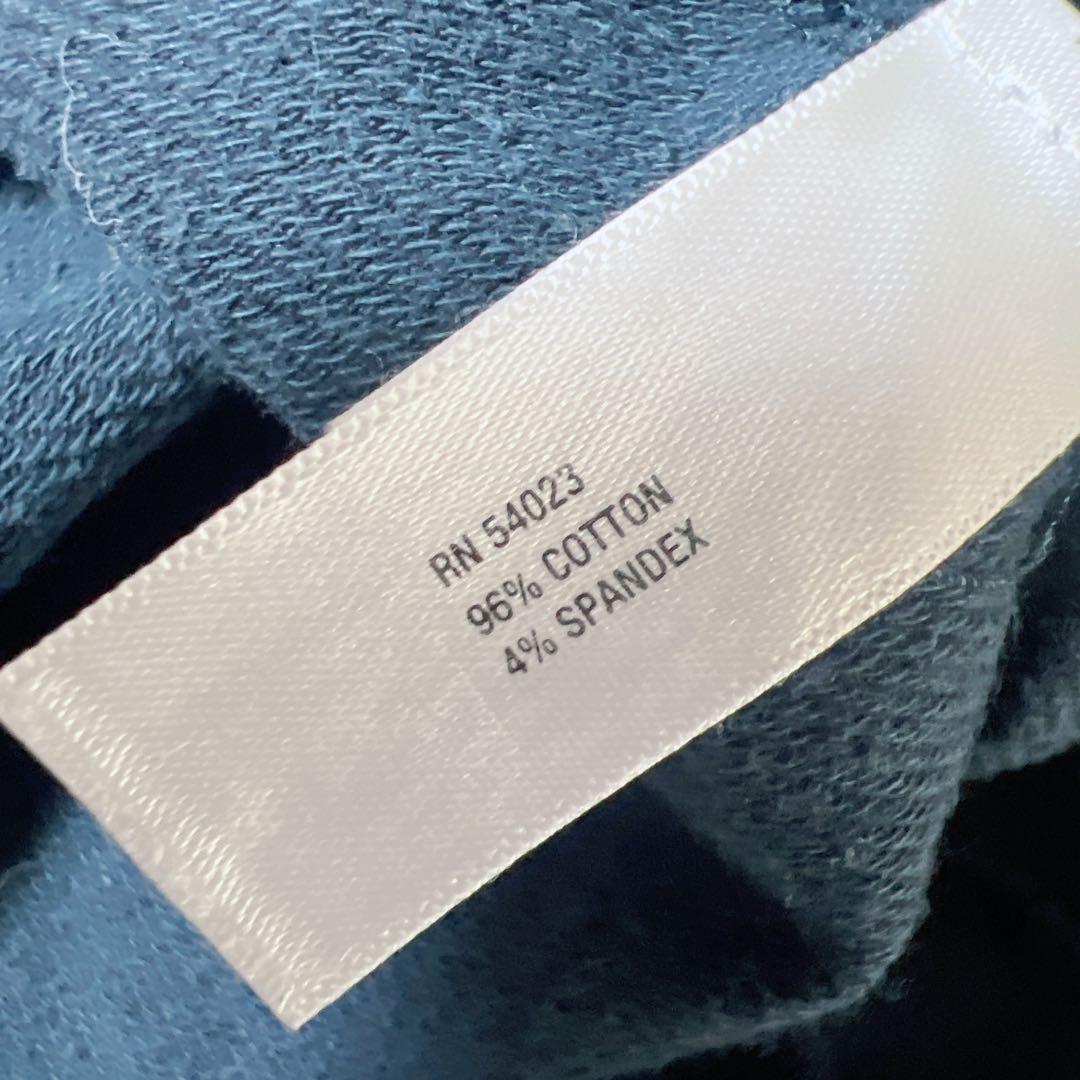 RN 54023
96% COTTON
4% SPANDEX